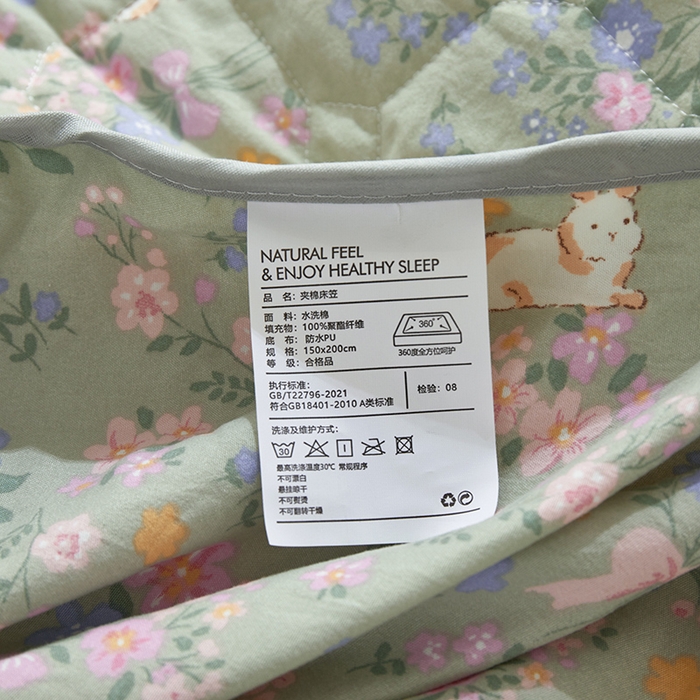 NATURAL FEEL
& ENJOY HEALTHY SLEEP
品 名：夹棉床笠
面 料：水洗棉
填充物：100%聚酯纤维
底 布：防水PU
规 格：150x200cm
等 级：合格品
360°
360度全方位呵护
执行标准：
GB/T22796-2021
符合GB18401-2010 A类标准
检验：08
洗涤及维护方式：
30
最高洗涤温度30℃ 常规程序
不可漂白
悬挂晾干
不可熨烫
不可翻转干燥